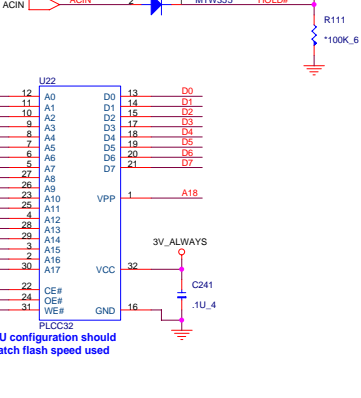 ACIN
ACIN
2
HOLD#
R111
*100K_6
U22
12 A0 D0 13 D0
11 A1 D1 14 D1
10 A2 D2 15 D2
9 A3 D3 17 D3
8 A4 D4 18 D4
7 A5 D5 19 D5
6 A6 D6 20 D6
5 A7 D7 21 D7
27 A8
26 A9
23 A10 VPP 1 A18
25 A11
4 A12
28 A13
29 A14
3 A15
2 A16
30 A17 VCC 32
3V_ALWAYS
C241
.1U_4
22 CE#
24 OE#
31 WE# GND 16
PLCC32
U configuration should
atch flash speed used